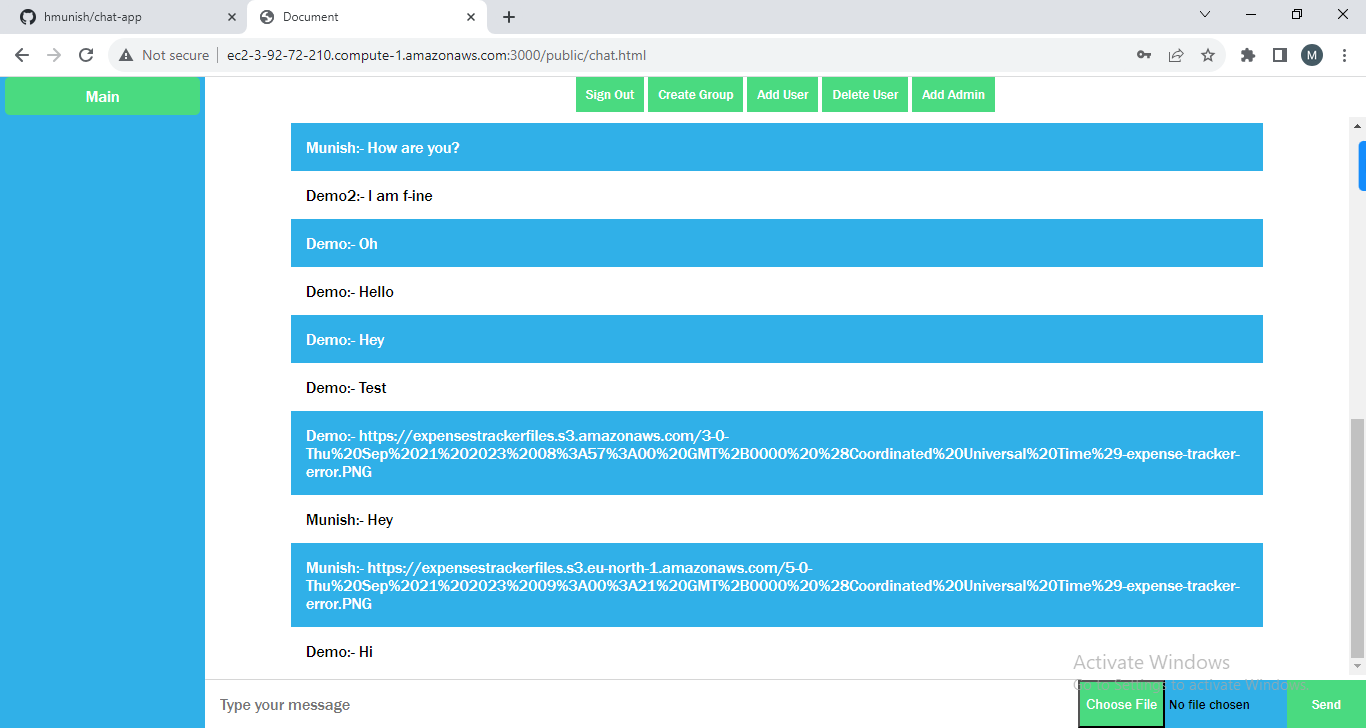 hmunish/chat-app
Document
Not secure
ec2-3-92-72-210.compute-1.amazonaws.com:3000/public/chat.html
M
Main
Sign Out
Create Group
Add User
Delete User
Add Admin
Munish:- How are you?
Demo2:- I am f-ine
Demo:- Oh
Demo:- Hello
Demo:- Hey
Demo:- Test
Demo:- https://expensestrackerfiles.s3.amazonaws.com/3-0-
Thu%20Sep%2021%202023%2008%3A57%3A00%20GMT%2B0000%20%28Coordinated%20Universal%20Time%29-expense-tracker-
error.PNG
Munish:- Hey
Munish:- https://expensestrackerfiles.s3.eu-north-1.amazonaws.com/5-0-
Thu%20Sep%2021%202023%2009%3A00%3A21%20GMT%2B0000%20%28Coordinated%20Universal%20Time%29-expense-tracker-
error.PNG
Demo:- Hi
Activate Windows
to activate Windows
Type your message
Choose File
No file chosen
Send